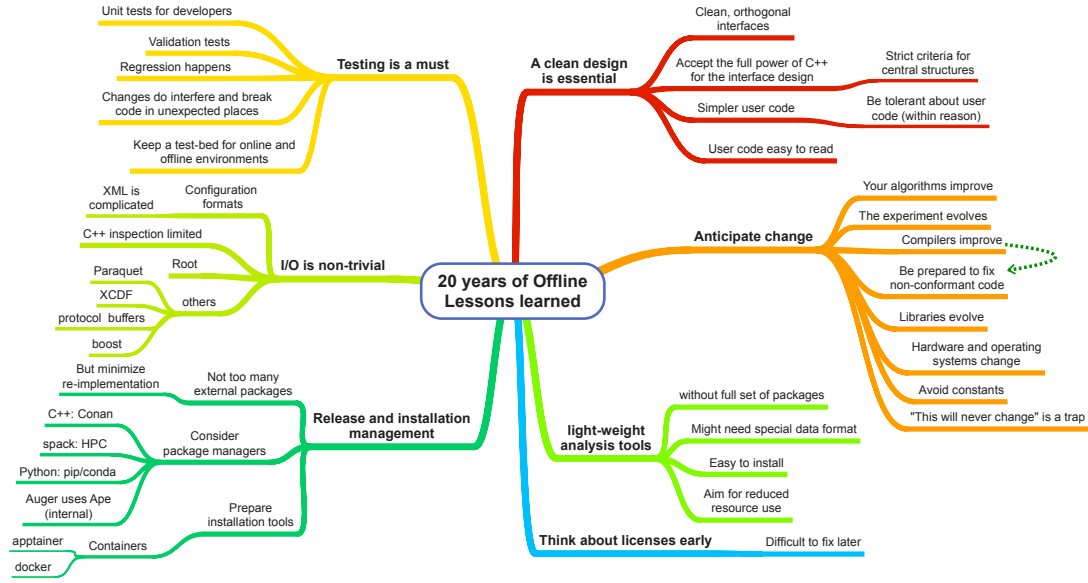 20 years of Offline
Lessons learned
Testing is a must
Unit tests for developers
Validation tests
Regression happens
Changes do interfere and break
code in unexpected places
Keep a test-bed for online and
offline environments
I/O is non-trivial
Configuration
formats
XML is
complicated
C++ inspection limited
Root
others
Paraquet
XCDF
protocol buffers
boost
Release and installation
management
Not too many
external packages
But minimize
re-implementation
Consider
package managers
C++: Conan
spack: HPC
Python: pip/conda
Auger uses Ape
(internal)
Prepare
installation tools
Containers
apptainer
docker
A clean design
is essential
Clean, orthogonal
interfaces
Accept the full power of C++
for the interface design
Strict criteria for
central structures
Simpler user code
Be tolerant about user
code (within reason)
User code easy to read
Anticipate change
Your algorithms improve
The experiment evolves
Compilers improve
Be prepared to fix
non-conformant code
Libraries evolve
Hardware and operating
systems change
Avoid constants
"This will never change" is a trap
light-weight
analysis tools
without full set of packages
Might need special data format
Easy to install
Aim for reduced
resource use
Think about licenses early
Difficult to fix later